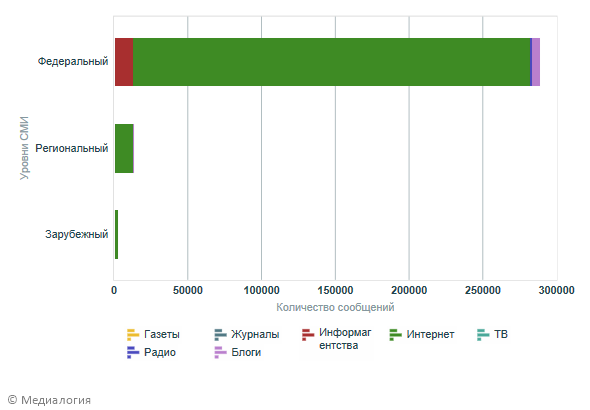 Федеральный
Региональный
Зарубежный
Уровни СМИ
0 50000 100000 150000 200000 250000 300000
Количество сообщений
Газеты Журналы Информаг
ентства Интернет ТВ
Радио Блоги
© Медиалогия